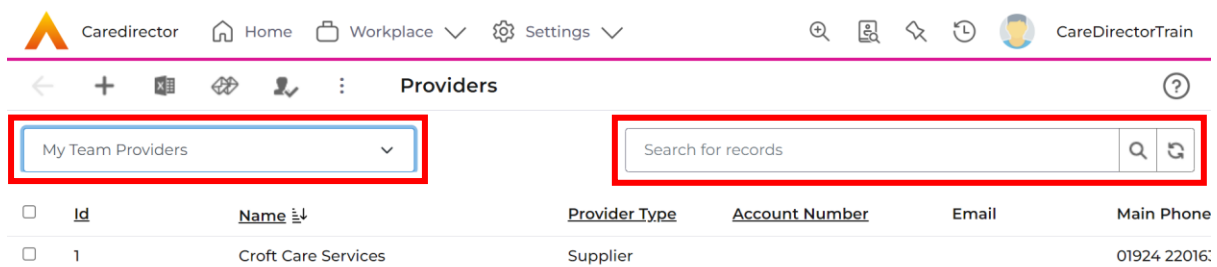 Caredirector Home Workplace Settings CareDirectorTrain
Providers ?
My Team Providers Search for records
Id Name Provider Type Account Number Email Main Phone
1 Croft Care Services Supplier 01924 220163